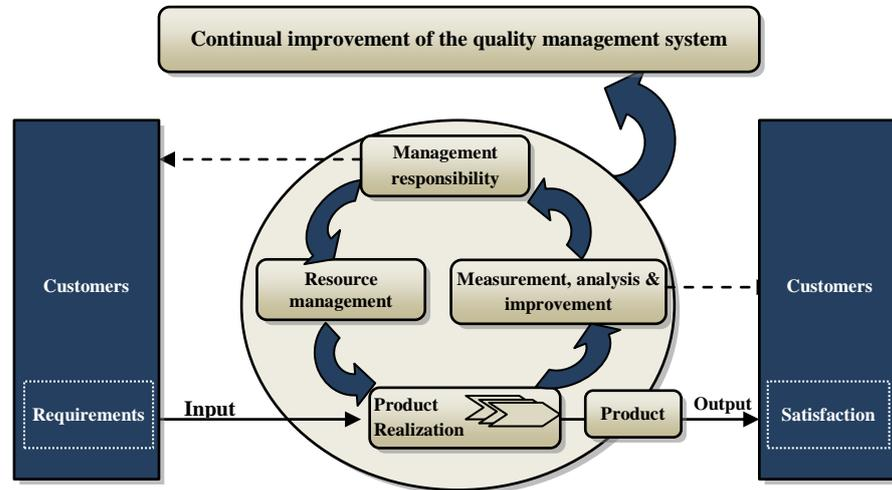 Continual improvement of the quality management system
Management
responsibility
Customers
Resource
management
Measurement, analysis &
improvement
Customers
Requirements
Input
Product
Realization
Product
Output
Satisfaction